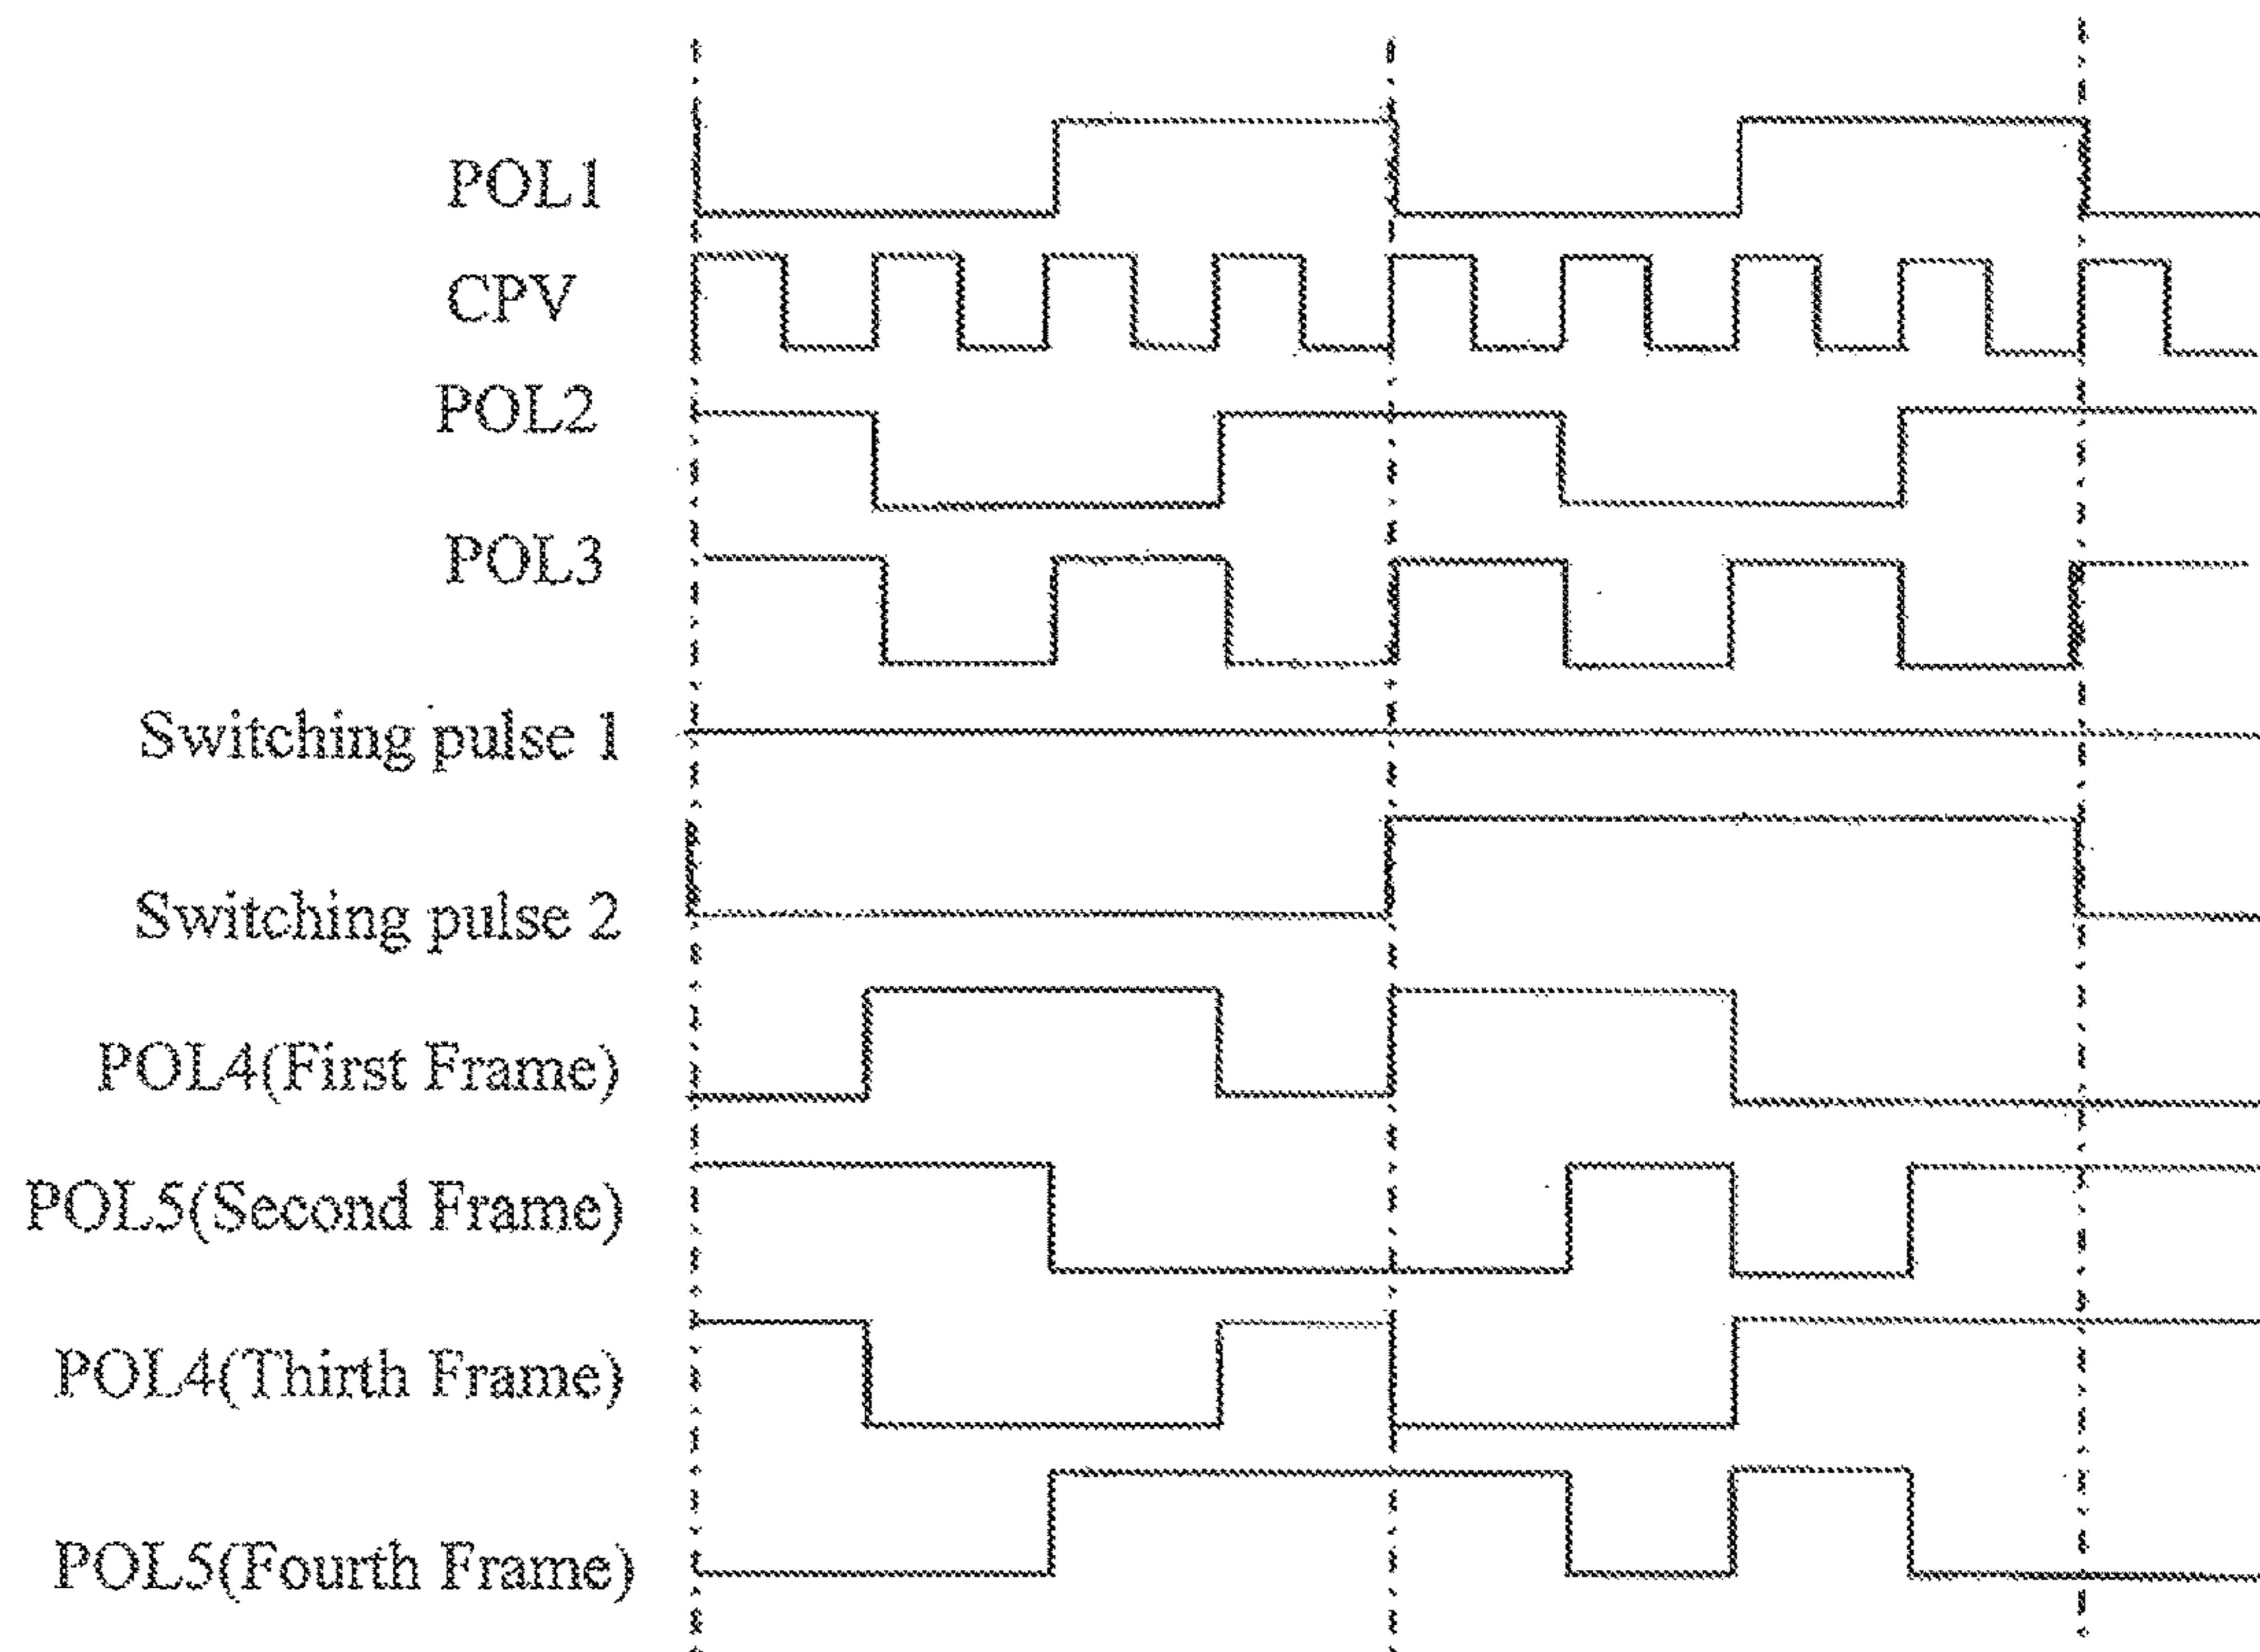 POL1
CPV
POL2
POL3
Switching pulse 1
Switching pulse 2
POL4(First Frame)
POL5(Second Frame)
POL4(Thirth Frame)
POL5(Fourth Frame)